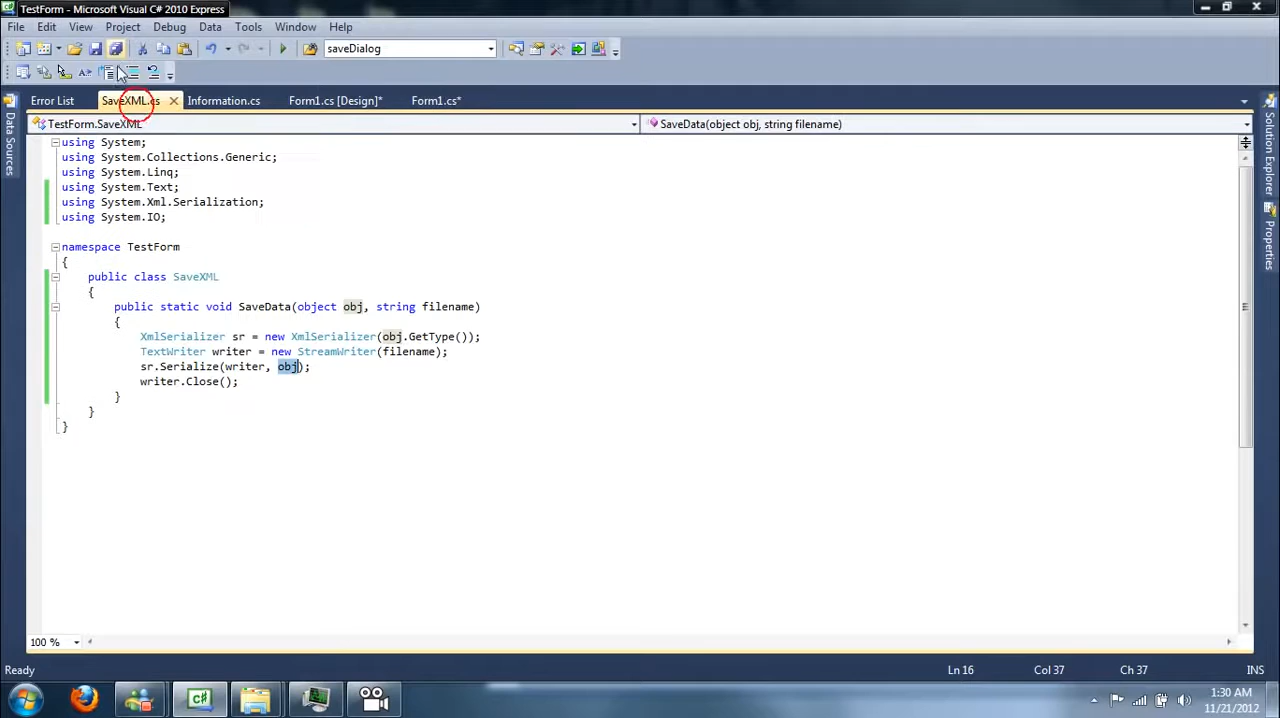 TestForm - Microsoft Visual C# 2010 Express
File Edit View Project Debug Data Tools Window Help
saveDialog
Error List SaveXML.cs Information.cs Form1.cs [Design]* Form1.cs*
TestForm.SaveXML SaveData(object obj, string filename)
using System;
using System.Collections.Generic;
using System.Linq;
using System.Text;
using System.Xml.Serialization;
using System.IO;
namespace TestForm
{
public class SaveXML
{
public static void SaveData(object obj, string filename)
{
XmlSerializer sr = new XmlSerializer(obj.GetType());
TextWriter writer = new StreamWriter(filename);
sr.Serialize(writer, obj);
writer.Close();
}
}
}
Data Sources
Solution Explorer
Properties
100 %
Ready Ln 16 Col 37 Ch 37 INS
C#
1:30 AM
11/21/2012